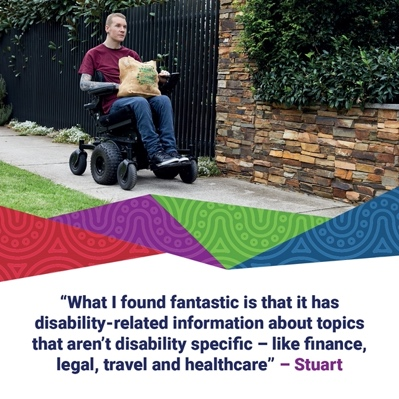 “What I found fantastic is that it has
disability-related information about topics
that aren’t disability specific – like finance,
legal, travel and healthcare” – Stuart